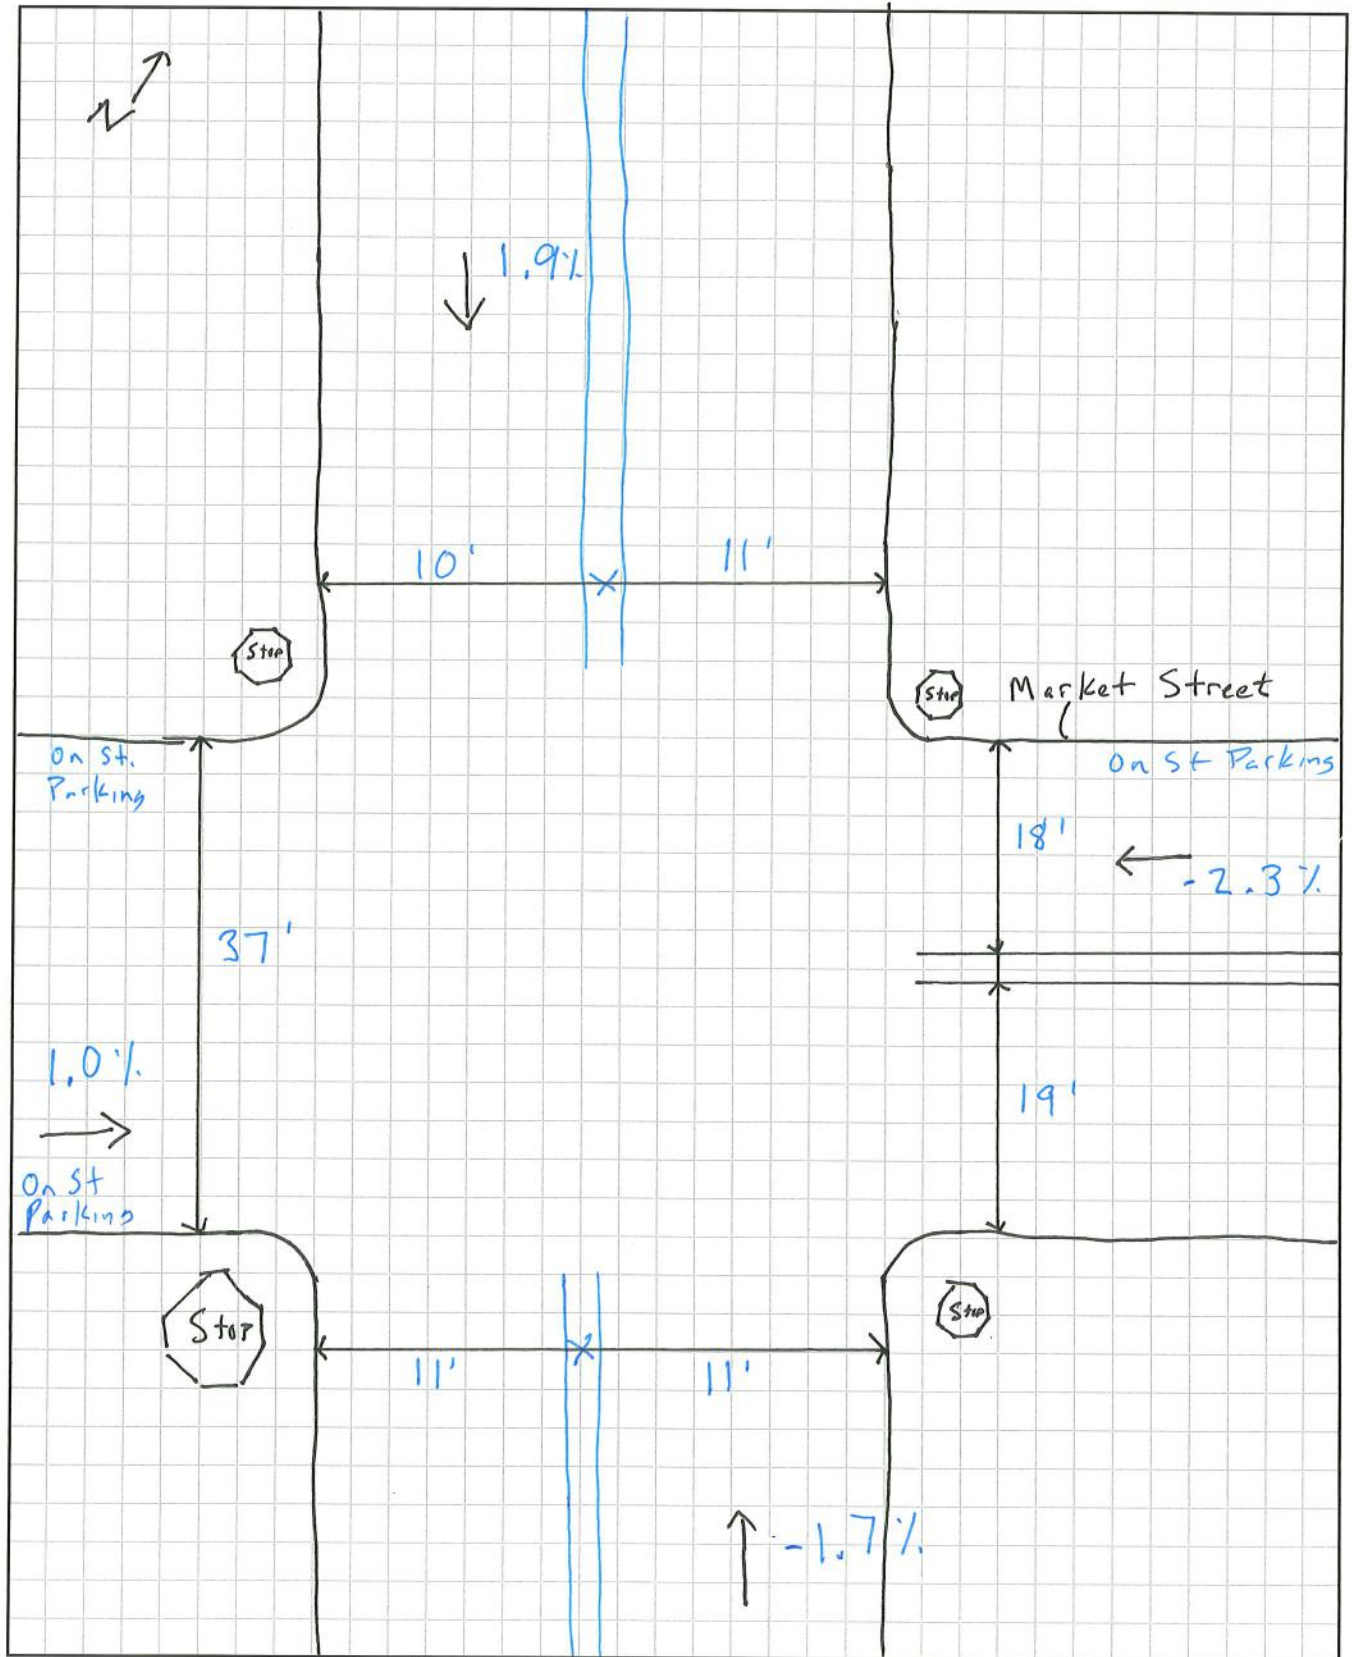 N
1.9%
10'
11'
Stop
Stop
Market Street
On St.
Parking
On St Parking
18'
-2.3%
37'
1.0%
19'
On St
Parking
Stop
Stop
11'
11'
-1.7%